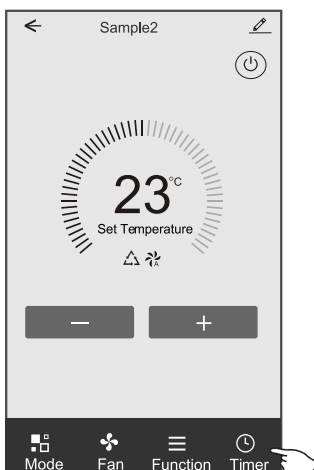 Sample2
23°C
Set Temperature
A
− +
Mode Fan Function Timer